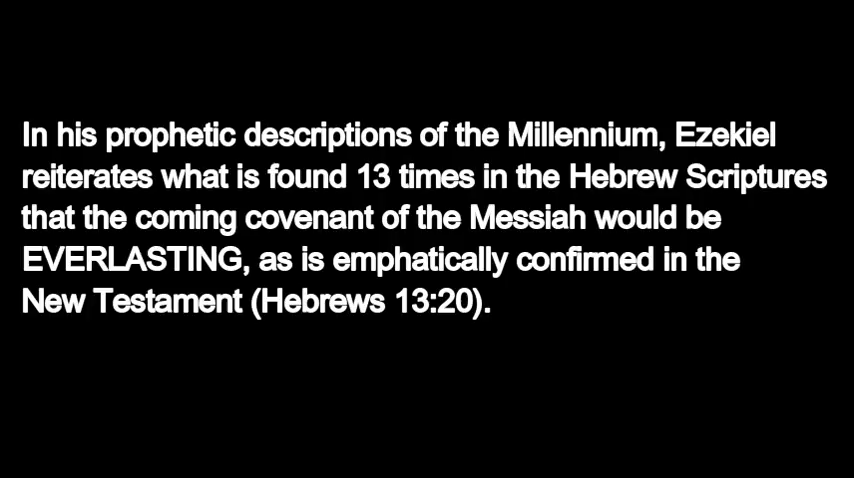 In his prophetic descriptions of the Millennium, Ezekiel
reiterates what is found 13 times in the Hebrew Scriptures
that the coming covenant of the Messiah would be
EVERLASTING, as is emphatically confirmed in the
New Testament (Hebrews 13:20).